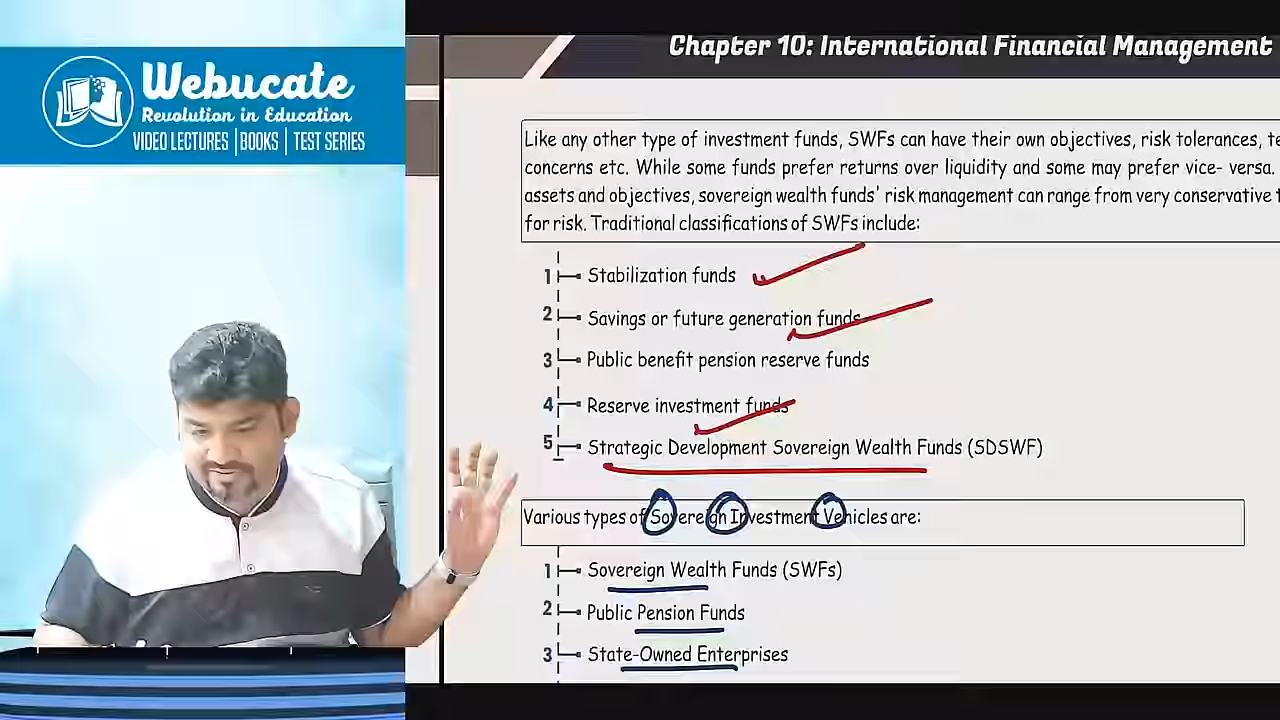 Webucate
Revolution in Education
VIDEO LECTURES | BOOKS | TEST SERIES
Chapter 10: International Financial Management
Like any other type of investment funds, SWFs can have their own objectives, risk tolerances, te
concerns etc. While some funds prefer returns over liquidity and some may prefer vice- versa.
assets and objectives, sovereign wealth funds' risk management can range from very conservative t
for risk. Traditional classifications of SWFs include:
1 Stabilization funds
2 Savings or future generation funds
3 Public benefit pension reserve funds
4 Reserve investment funds
5 Strategic Development Sovereign Wealth Funds (SDSWF)
Various types of Sovereign Investment Vehicles are:
1 Sovereign Wealth Funds (SWFs)
2 Public Pension Funds
3 State-Owned Enterprises